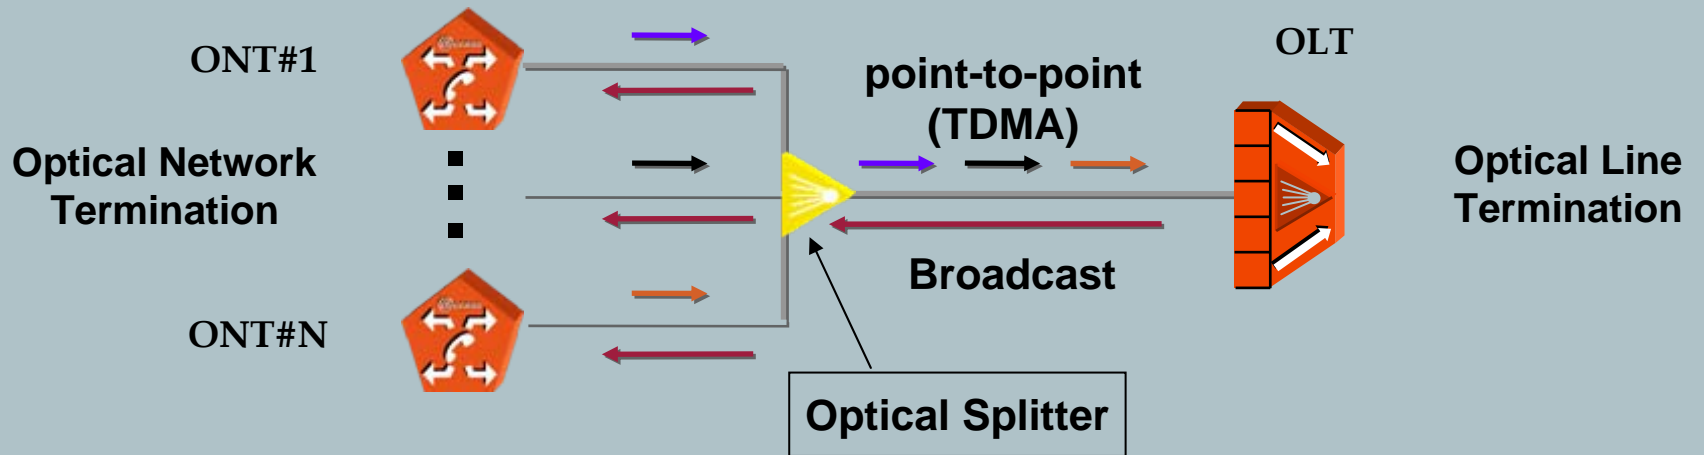 ONT#1
OLT
point-to-point
(TDMA)
Optical Network
Termination
Optical Line
Termination
Broadcast
ONT#N
Optical Splitter